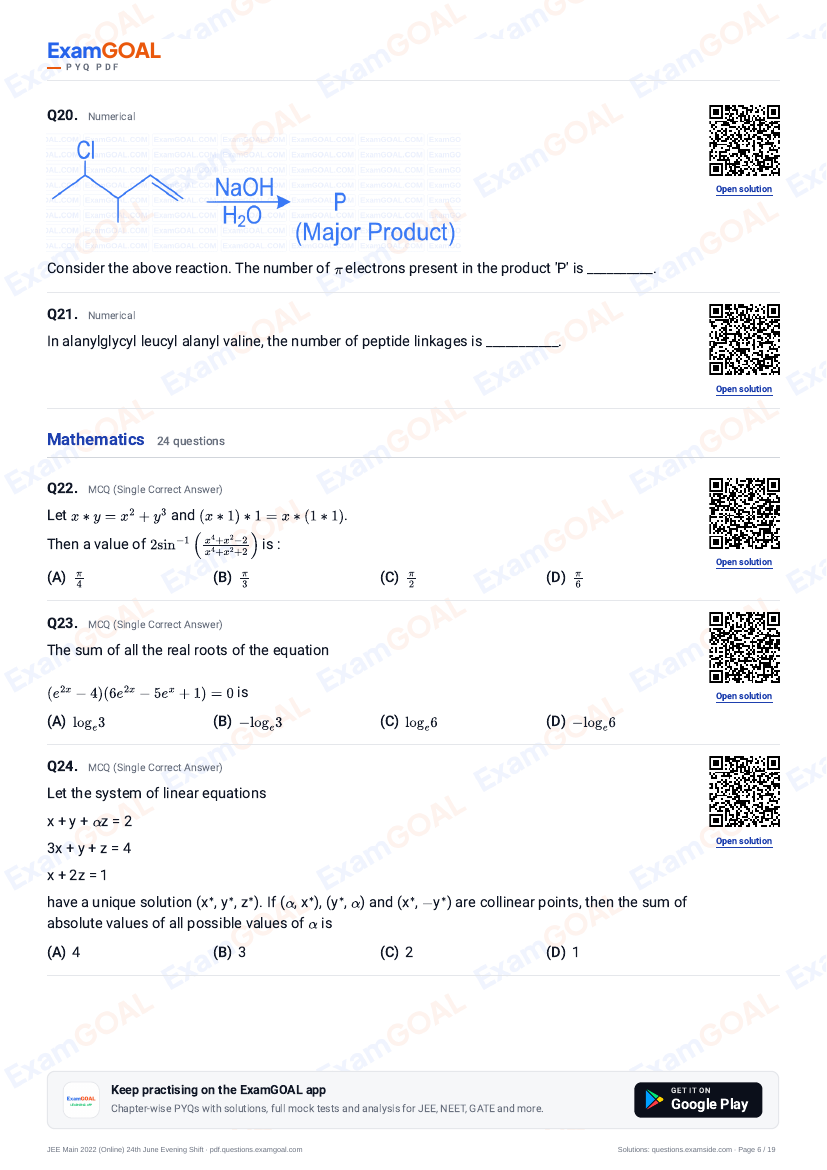 ExamGOAL
PYQ PDF
Q20. Numerical
Cl
NaOH
H₂O
P
(Major Product)
Open solution
Consider the above reaction. The number of π electrons present in the product 'P' is __________.
Q21. Numerical
In alanylglycyl leucyl alanyl valine, the number of peptide linkages is ___________.
Open solution
Mathematics 24 questions
Q22. MCQ (Single Correct Answer)
Let x * y = x² + y³ and (x * 1) * 1 = x * (1 * 1).
Then a value of 2sin⁻¹ ((x⁴+x²−2)/(x⁴+x²+2)) is :
Open solution
(A) π/4 (B) π/3 (C) π/2 (D) π/6
Q23. MCQ (Single Correct Answer)
The sum of all the real roots of the equation
(e²ˣ − 4)(6e²ˣ − 5eˣ + 1) = 0 is
Open solution
(A) logₑ3 (B) −logₑ3 (C) logₑ6 (D) −logₑ6
Q24. MCQ (Single Correct Answer)
Let the system of linear equations
x + y + αz = 2
Open solution
3x + y + z = 4
x + 2z = 1
have a unique solution (x*, y*, z*). If (α, x*), (y*, α) and (x*, −y*) are collinear points, then the sum of
absolute values of all possible values of α is
(A) 4 (B) 3 (C) 2 (D) 1
Keep practising on the ExamGOAL app
Chapter-wise PYQs with solutions, full mock tests and analysis for JEE, NEET, GATE and more.
GET IT ON
Google Play
JEE Main 2022 (Online) 24th June Evening Shift · pdf.questions.examgoal.com
Solutions: questions.examside.com · Page 6 / 19